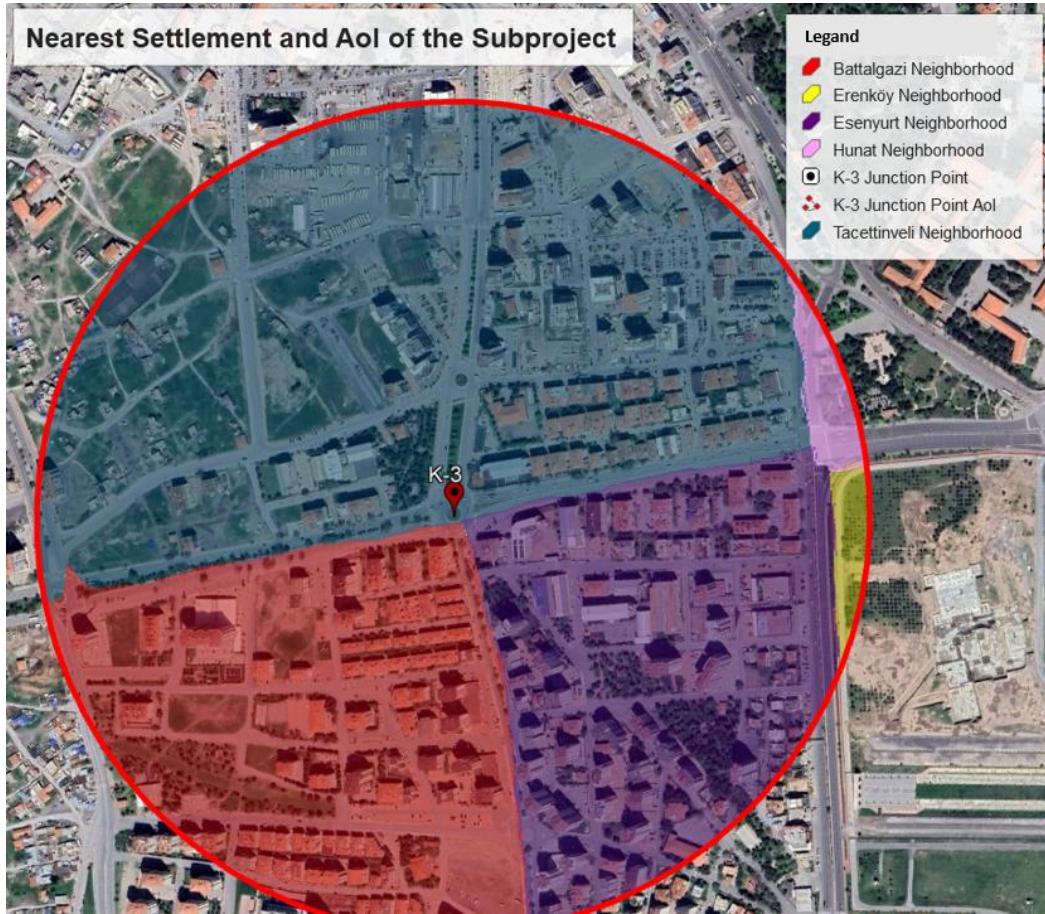 Nearest Settlement and AoI of the Subproject
Legand
Battalgazi Neighborhood
Erenköy Neighborhood
Esenyurt Neighborhood
Hunat Neighborhood
K-3 Junction Point
K-3 Junction Point AoI
Tacettinveli Neighborhood
K-3